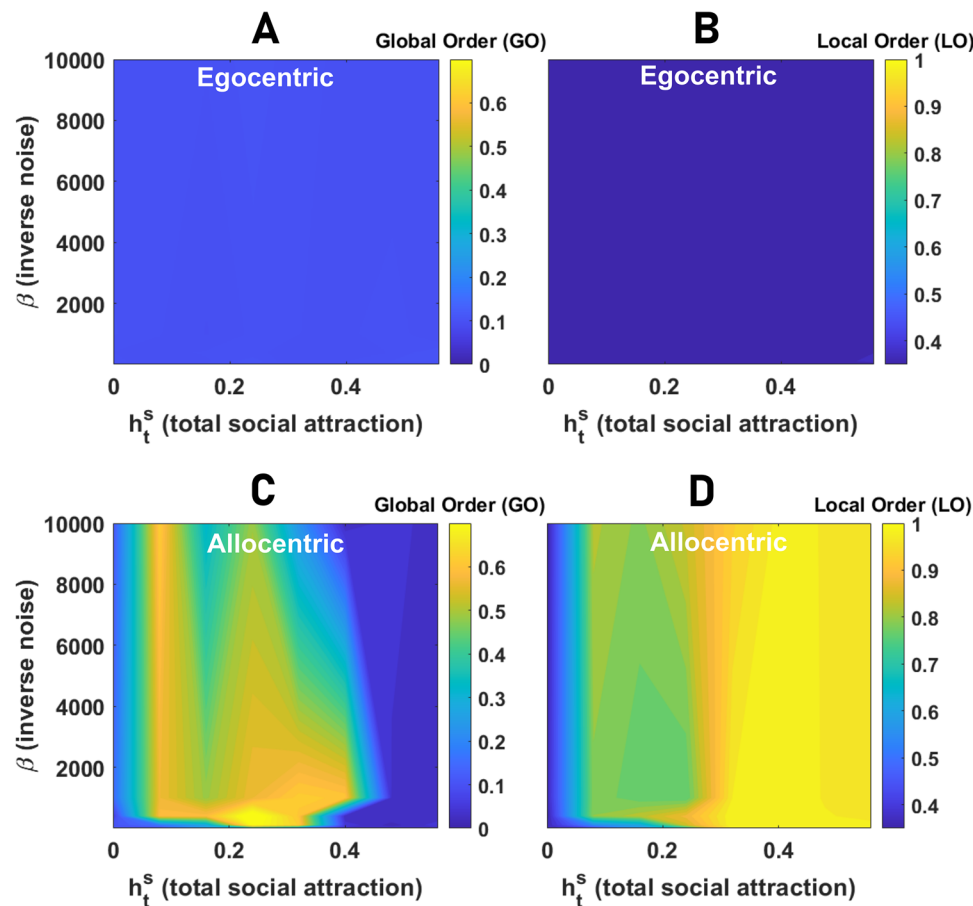 A
B
Global Order (GO)
Local Order (LO)
Egocentric
Egocentric
10000
8000
6000
4000
2000
β (inverse noise)
0
0.2
0.4
h_t^s (total social attraction)
0.6
0.5
0.4
0.3
0.2
0.1
0
0
0.2
0.4
h_t^s (total social attraction)
1
0.9
0.8
0.7
0.6
0.5
0.4
C
D
Global Order (GO)
Local Order (LO)
Allocentric
Allocentric
10000
8000
6000
4000
2000
β (inverse noise)
0
0.2
0.4
h_t^s (total social attraction)
0.6
0.5
0.4
0.3
0.2
0.1
0
0
0.2
0.4
h_t^s (total social attraction)
1
0.9
0.8
0.7
0.6
0.5
0.4